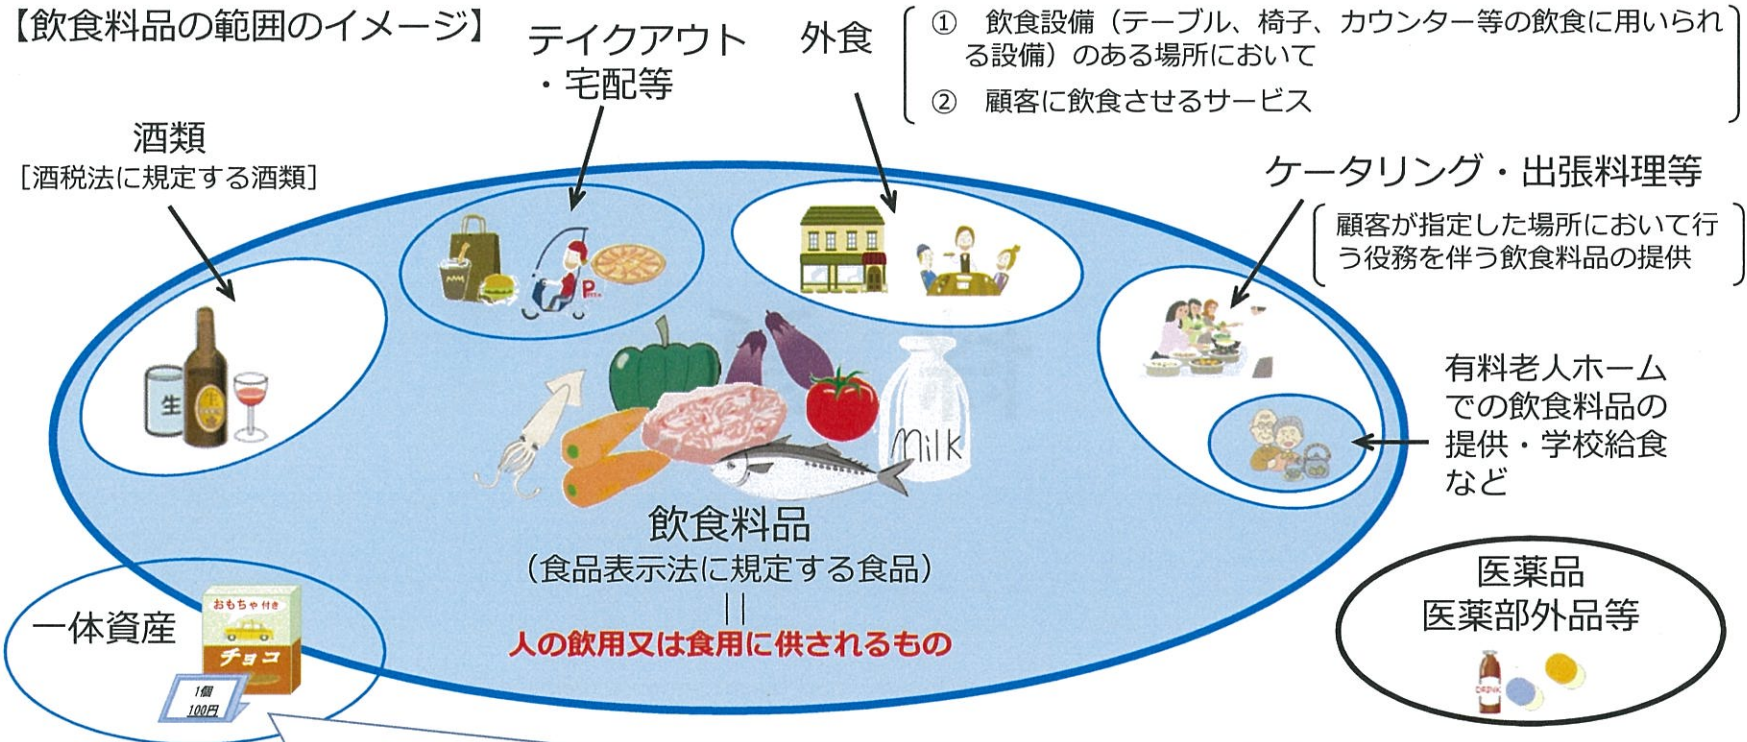 【飲食料品の範囲のイメージ】
テイクアウト
・宅配等
外食
① 飲食設備（テーブル、椅子、カウンター等の飲食に用いられ
る設備）のある場所において
② 顧客に飲食させるサービス
酒類
［酒税法に規定する酒類］
ケータリング・出張料理等
顧客が指定した場所において行
う役務を伴う飲食料品の提供
有料老人ホーム
での飲食料品の
提供・学校給食
など
生
生
Milk
飲食料品
（食品表示法に規定する食品）
||
人の飲用又は食用に供されるもの
一体資産
おもちゃ付き
チョコ
1個
100円
医薬品
医薬部外品等
DRINK